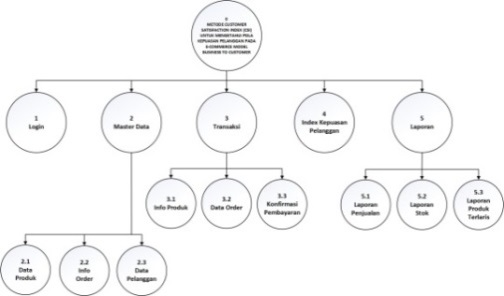 0
METODE CUSTOMER
SATISFACTION INDEX (CSI)
UNTUK MENGETAHUI POLA
KEPUASAN PELANGGAN PADA
E-COMMERCE MODEL
BUSINESS TO CUSTOMER
1
Login
2
Master Data
3
Transaksi
4
Index Kepuasan
Pelanggan
5
Laporan
3.1
Info Produk
3.2
Data Order
3.3
Konfirmasi
Pembayaran
5.1
Laporan
Penjualan
5.2
Laporan
Stok
5.3
Laporan
Produk
Terlaris
2.1
Data
Produk
2.2
Info
Order
2.3
Data
Pelanggan